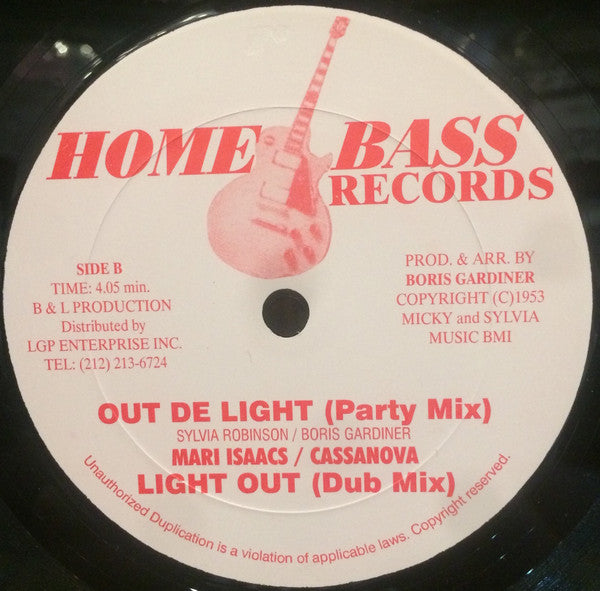 HOME BASS
RECORDS
SIDE B
TIME: 4.05 min.
B & L PRODUCTION
Distributed by
LGP ENTERPRISE INC.
TEL: (212) 213-6724
PROD. & ARR. BY
BORIS GARDINER
COPYRIGHT (C)1953
MICKY and SYLVIA
MUSIC BMI
OUT DE LIGHT (Party Mix)
SYLVIA ROBINSON / BORIS GARDINER
MARI ISAACS / CASSANOVA
LIGHT OUT (Dub Mix)
Unauthorized Duplication is a violation of applicable laws. Copyright reserved.